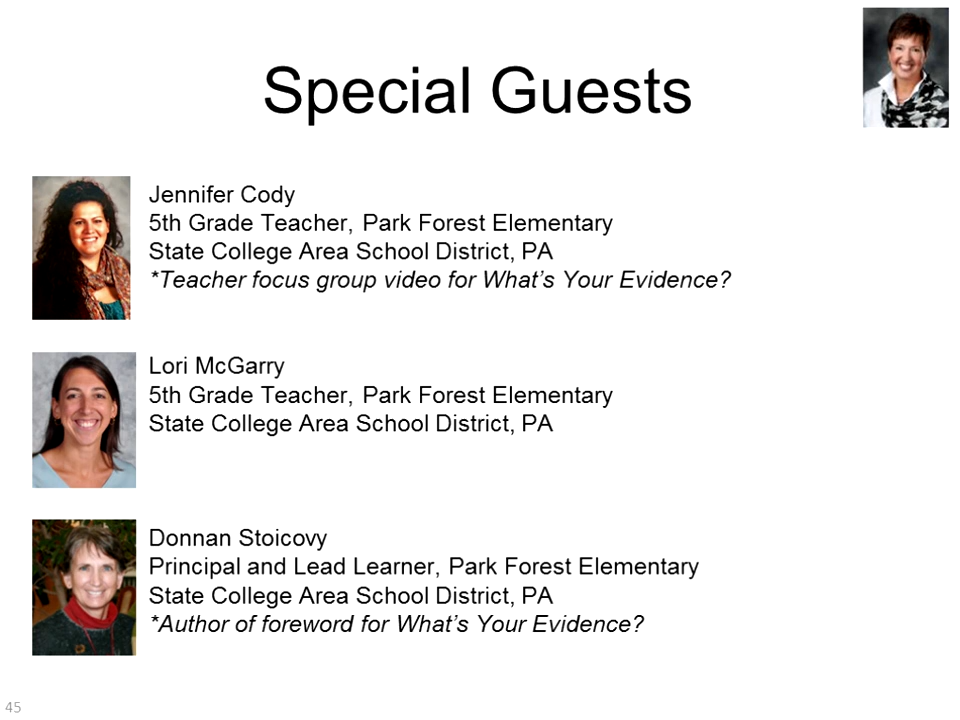 Special Guests
Jennifer Cody
5th Grade Teacher, Park Forest Elementary
State College Area School District, PA
*Teacher focus group video for What’s Your Evidence?
Lori McGarry
5th Grade Teacher, Park Forest Elementary
State College Area School District, PA
Donnan Stoicovy
Principal and Lead Learner, Park Forest Elementary
State College Area School District, PA
*Author of foreword for What’s Your Evidence?
45